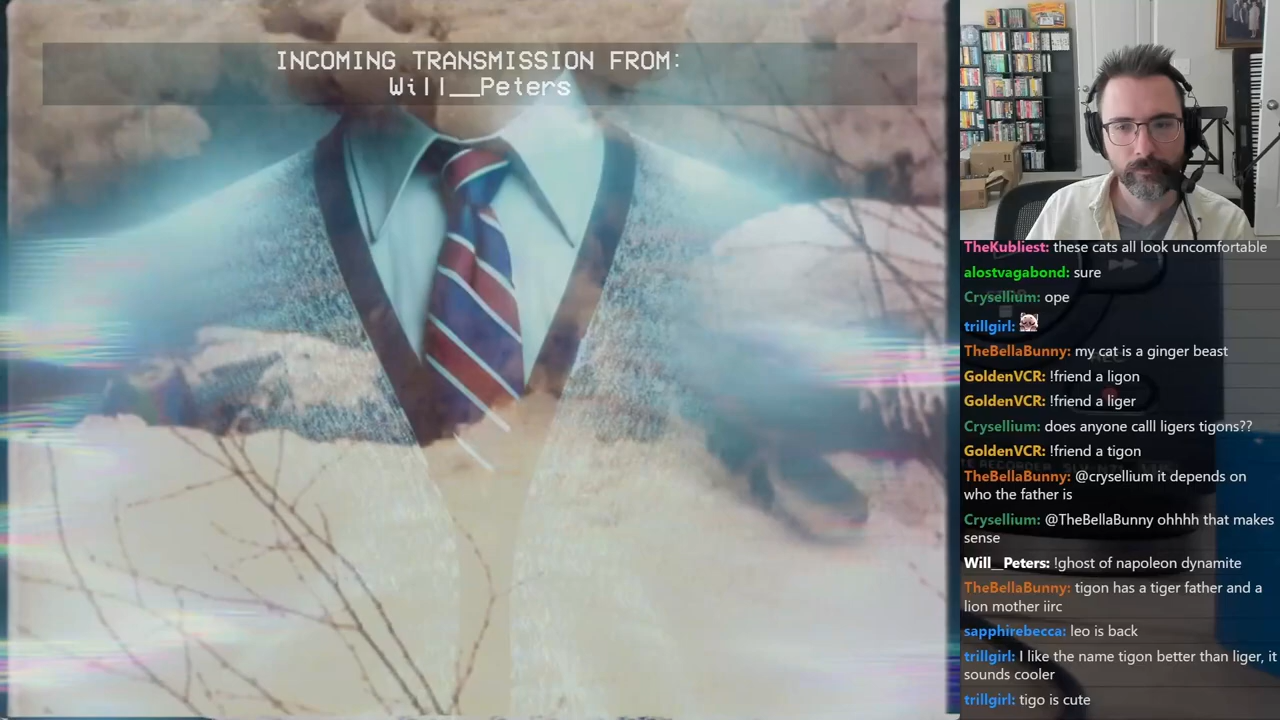 INCOMING TRANSMISSION FROM:
Will__Peters
TheKubliest: these cats all look uncomfortable
alostvagabond: sure
Crysellium: ope
trillgirl:
TheBellaBunny: my cat is a ginger beast
GoldenVCR: !friend a ligon
GoldenVCR: !friend a liger
Crysellium: does anyone calll ligers tigons??
GoldenVCR: !friend a tigon
TheBellaBunny: @crysellium it depends on
who the father is
Crysellium: @TheBellaBunny ohhhh that makes
sense
Will__Peters: !ghost of napoleon dynamite
TheBellaBunny: tigon has a tiger father and a
lion mother iirc
sapphirebecca: leo is back
trillgirl: I like the name tigon better than liger, it
sounds cooler
trillgirl: tigo is cute